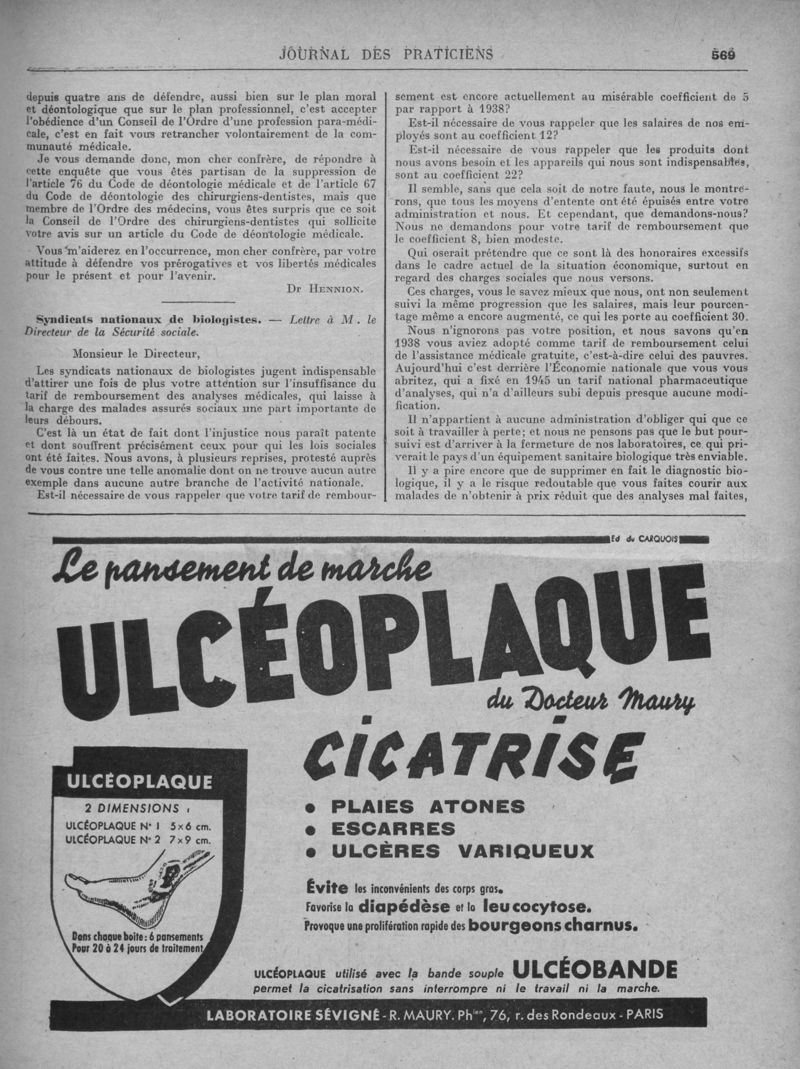 JOURNAL DES PRATICIENS
569
depuis quatre ans de défendre, aussi bien sur le plan moral
et déontologique que sur le plan professionnel, c'est accepter
l'obédience d'un Conseil de l'Ordre d'une profession para-médi-
cale, c'est en fait vous retrancher volontairement de la com-
munauté médicale.
Je vous demande donc, mon cher confrère, de répondre à
cette enquête que vous êtes partisan de la suppression de
l'article 76 du Code de déontologie médicale et de l'article 67
du Code de déontologie des chirurgiens-dentistes, mais que
membre de l'Ordre des médecins, vous êtes surpris que ce soit
la Conseil de l'Ordre des chirurgiens-dentistes qui sollicite
votre avis sur un article du Code de déontologie médicale.
Vous m'aiderez en l'occurrence, mon cher confrère, par votre
attitude à défendre vos prérogatives et vos libertés médicales
pour le présent et pour l'avenir.
Dr HENNION.
Syndicats nationaux de biologistes. — Lettre à M. le
Directeur de la Sécurité sociale.
Monsieur le Directeur,
Les syndicats nationaux de biologistes jugent indispensable
d'attirer une fois de plus votre attention sur l'insuffisance du
tarif de remboursement des analyses médicales, qui laisse à
la charge des malades assurés sociaux une part importante de
leurs débours.
C'est là un état de fait dont l'injustice nous paraît patente
et dont souffrent précisément ceux pour qui les lois sociales
ont été faites. Nous avons, à plusieurs reprises, protesté auprès
de vous contre une telle anomalie dont on ne trouve aucun autre
exemple dans aucune autre branche de l'activité nationale.
Est-il nécessaire de vous rappeler que votre tarif de rembour-
sement est encore actuellement au misérable coefficient de 5
par rapport à 1938?
Est-il nécessaire de vous rappeler que les salaires de nos em-
ployés sont au coefficient 12?
Est-il nécessaire de vous rappeler que les produits dont
nous avons besoin et les appareils qui nous sont indispensables,
sont au coefficient 22?
Il semble, sans que cela soit de notre faute, nous le montre-
rons, que tous les moyens d'entente ont été épuisés entre votre
administration et nous. Et cependant, que demandons-nous?
Nous ne demandons pour votre tarif de remboursement que
le coefficient 8, bien modeste.
Qui oserait prétendre que ce sont là des honoraires excessifs
dans le cadre actuel de la situation économique, surtout en
regard des charges sociales que nous versons.
Ces charges, vous le savez mieux que nous, ont non seulement
suivi la même progression que les salaires, mais leur pourcen-
tage même a encore augmenté, ce qui les porte au coefficient 30.
Nous n'ignorons pas votre position, et nous savons qu'en
1938 vous aviez adopté comme tarif de remboursement celui
de l'assistance médicale gratuite, c'est-à-dire celui des pauvres.
Aujourd'hui c'est derrière l'Économie nationale que vous vous
abritez, qui a fixé en 1945 un tarif national pharmaceutique
d'analyses, qui n'a d'ailleurs subi depuis presque aucune modi-
fication.
Il n'appartient à aucune administration d'obliger qui que ce
soit à travailler à perte; et nous ne pensons pas que le but pour-
suivi est d'arriver à la fermeture de nos laboratoires, ce qui pri-
verait le pays d'un équipement sanitaire biologique très enviable.
Il y a pire encore que de supprimer en fait le diagnostic bio-
logique, il y a le risque redoutable que vous faites courir aux
malades de n'obtenir à prix réduit que des analyses mal faites,
Ed du CARQUOIS
Le pansement de marche
ULCÉOPLAQUE
du Docteur Maury
CICATRISE
• PLAIES ATONES
• ESCARRES
• ULCÈRES VARIQUEUX
ULCÉOPLAQUE
2 DIMENSIONS :
ULCÉOPLAQUE N° 1 5x6 cm.
ULCÉOPLAQUE N° 2 7x9 cm.
Dans chaque boîte : 6 pansements
Pour 20 à 24 jours de traitement
Évite les inconvénients des corps gras.
Favorise la diapédèse et la leucocytose.
Provoque une prolifération rapide des bourgeons charnus.
ULCÉOPLAQUE utilisé avec la bande souple ULCÉOBANDE
permet la cicatrisation sans interrompre ni le travail ni la marche.
LABORATOIRE SÉVIGNÉ - R. MAURY. Phien, 76, r. des Rondeaux - PARIS